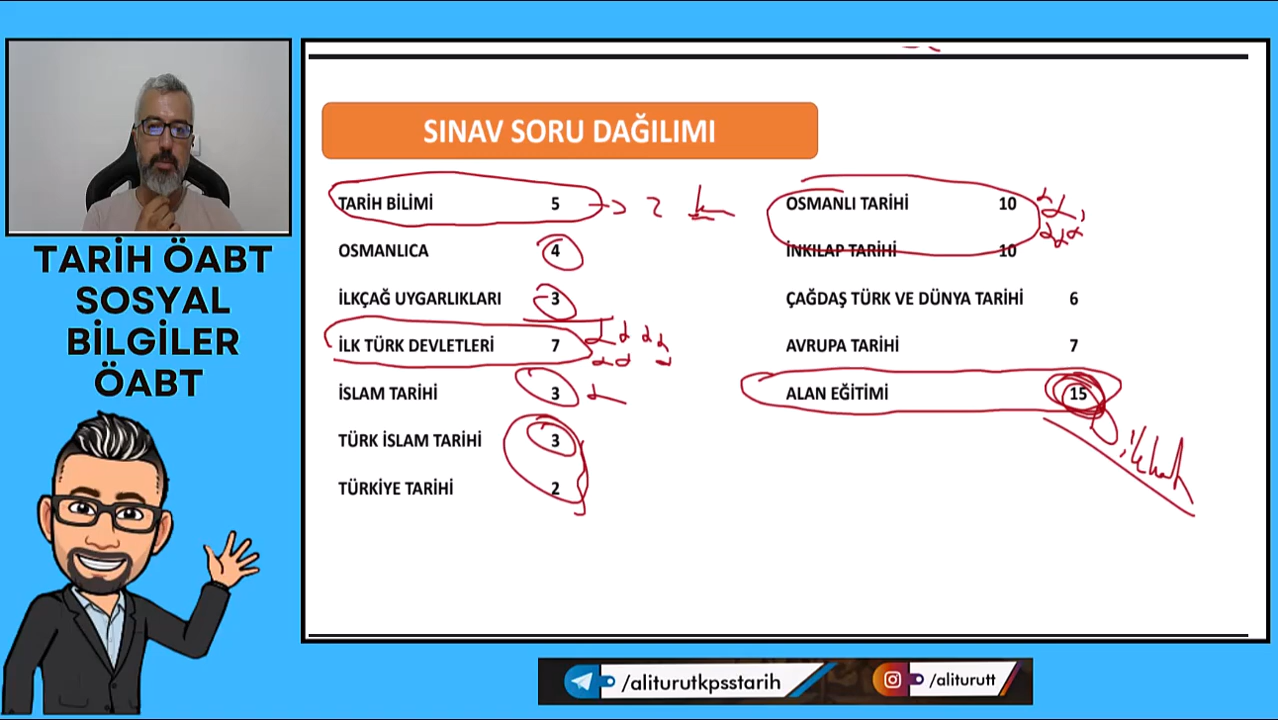 TARİH ÖABT
SOSYAL
BİLGİLER
ÖABT
SINAV SORU DAĞILIMI
TARİH BİLİMİ 5
OSMANLICA 4
İLKÇAĞ UYGARLIKLARI 3
İLK TÜRK DEVLETLERİ 7
İSLAM TARİHİ 3
TÜRK İSLAM TARİHİ 3
TÜRKİYE TARİHİ 2
OSMANLI TARİHİ 10
İNKILAP TARİHİ 10
ÇAĞDAŞ TÜRK VE DÜNYA TARİHİ 6
AVRUPA TARİHİ 7
ALAN EĞİTİMİ 15
/aliturutkpsstarih
/aliturutt